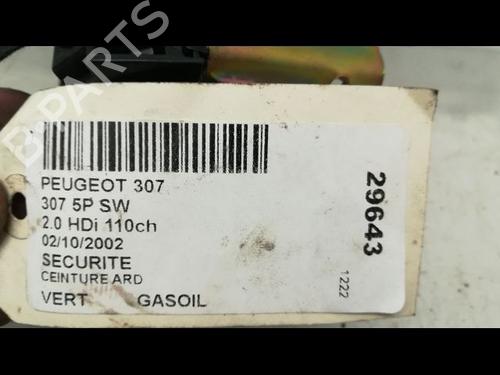 B-PARTS
PEUGEOT 307
307 5P SW
2.0 HDi 110ch
02/10/2002
SECURITE
CEINTURE ARD
VERT GASOIL
29643
1222